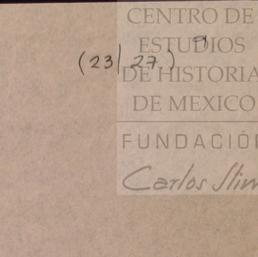 CENTRO DE
ESTUDIOS
DE HISTORIA
DE MEXICO
(23/27)
FUNDACIÓN
Carlos Slim